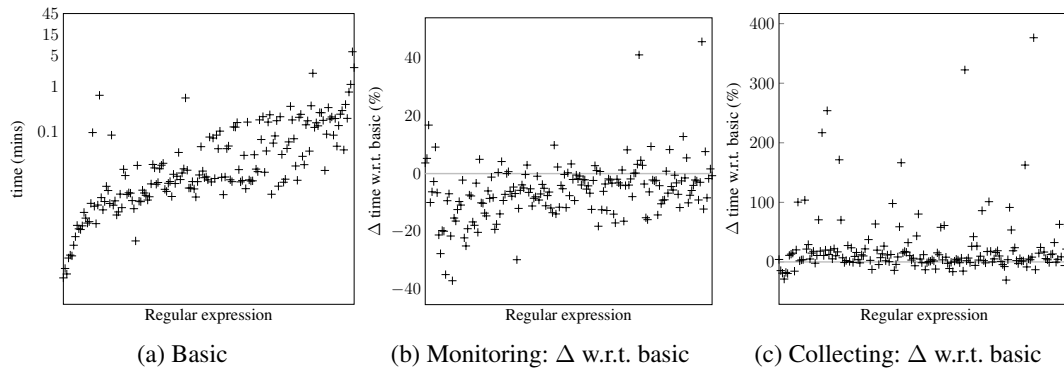 45
15
5
1
0.1
time (mins)
Regular expression
(a) Basic
40
20
0
−20
−40
Δ time w.r.t. basic (%)
Regular expression
(b) Monitoring: Δ w.r.t. basic
400
300
200
100
0
Δ time w.r.t. basic (%)
Regular expression
(c) Collecting: Δ w.r.t. basic